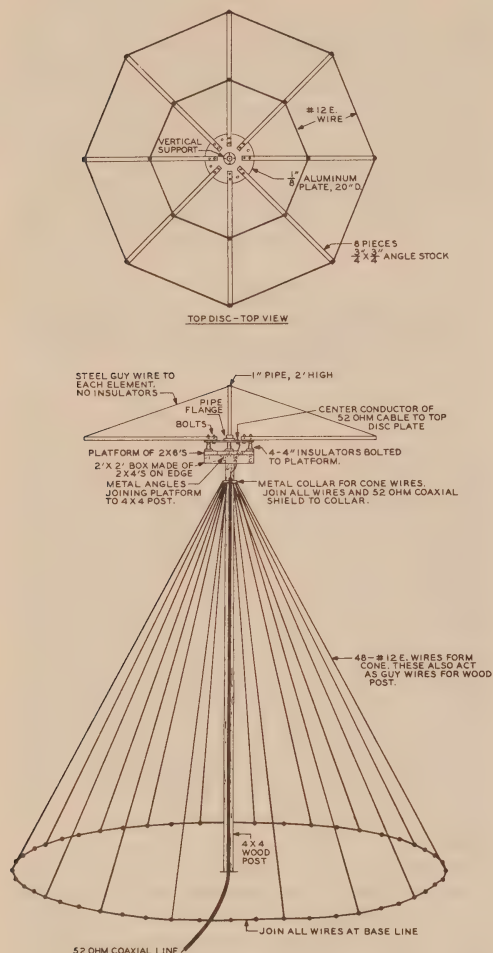 #12 E.
WIRE
VERTICAL
SUPPORT
1/8" ALUMINUM
PLATE, 20" D.
8 PIECES
3/4" X 3/4" ANGLE STOCK
TOP DISC-TOP VIEW
STEEL GUY WIRE TO
EACH ELEMENT.
NO INSULATORS
1" PIPE, 2' HIGH
PIPE
FLANGE
BOLTS
CENTER CONDUCTOR OF
52 OHM CABLE TO TOP
DISC PLATE
PLATFORM OF 2X6'S
4-4" INSULATORS BOLTED
TO PLATFORM.
2' X 2' BOX MADE OF
2X4'S ON EDGE
METAL ANGLES
JOINING PLATFORM
TO 4X4 POST.
METAL COLLAR FOR CONE WIRES.
JOIN ALL WIRES AND 52 OHM COAXIAL
SHIELD TO COLLAR.
48-#12 E. WIRES FORM
CONE. THESE ALSO ACT
AS GUY WIRES FOR WOOD
POST.
4X4
WOOD
POST
JOIN ALL WIRES AT BASE LINE
52 OHM COAXIAL LINE